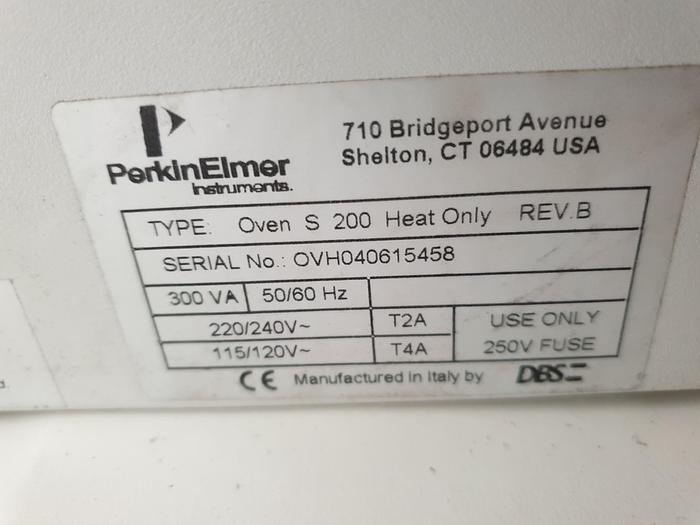 710 Bridgeport Avenue
Shelton, CT 06484 USA
PerkinElmer
instruments.
TYPE: Oven S 200 Heat Only REV.B
SERIAL No.: OVH040615458
300 VA 50/60 Hz
220/240V~ T2A USE ONLY
115/120V~ T4A 250V FUSE
CE Manufactured in Italy by DBS